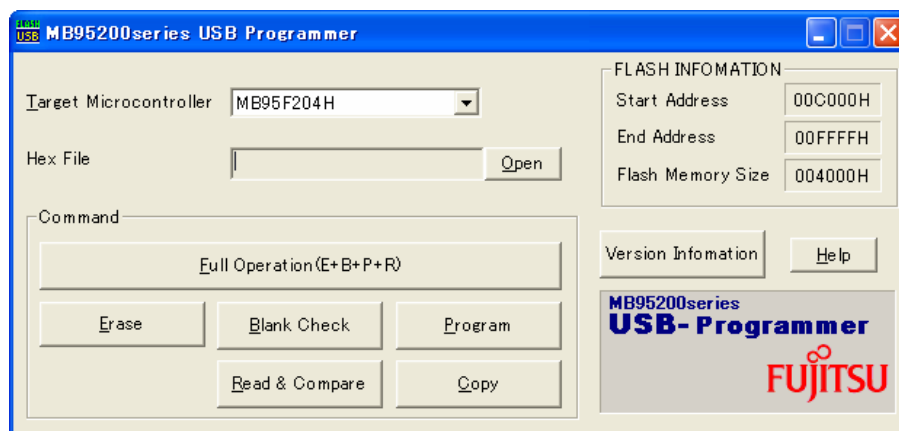 FLASH
USB
MB95200series USB Programmer
Target Microcontroller
MB95F204H
Hex File
Open
Command
Full Operation(E+B+P+R)
Erase
Blank Check
Program
Read & Compare
Copy
FLASH INFOMATION
Start Address
00C000H
End Address
00FFFFH
Flash Memory Size
004000H
Version Infomation
Help
MB95200series
USB-Programmer
FUJITSU